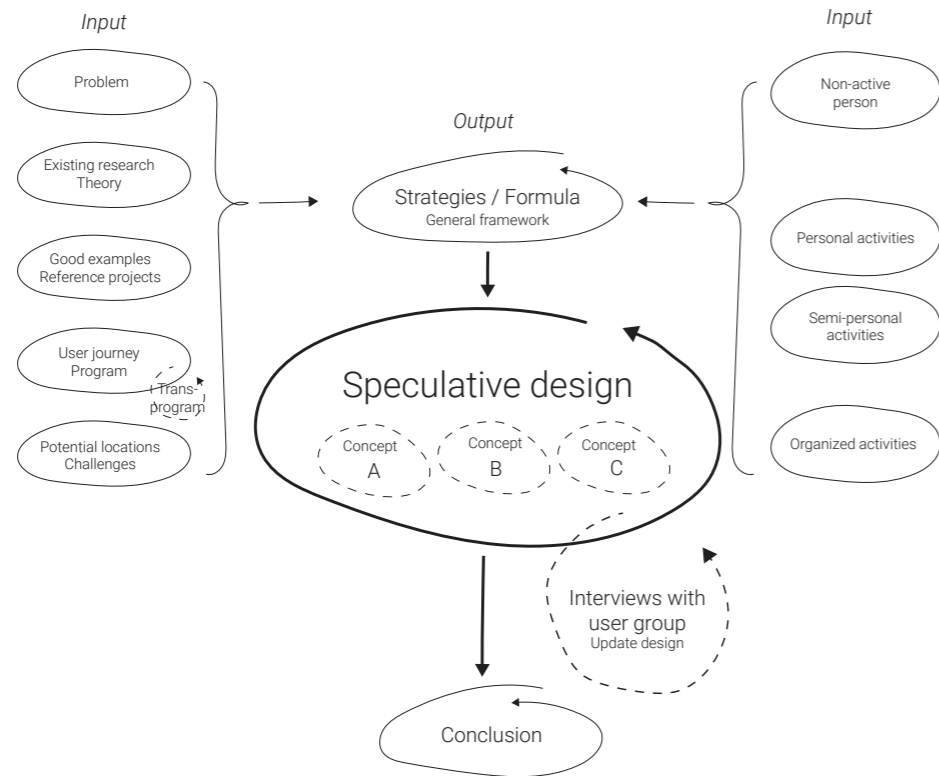 Input
Problem
Existing research
Theory
Good examples
Reference projects
User journey
Program
Trans-
program
Potential locations
Challenges
Output
Strategies / Formula
General framework
Speculative design
Concept
A
Concept
B
Concept
C
Interviews with
user group
Update design
Conclusion
Input
Non-active
person
Personal activities
Semi-personal
activities
Organized activities